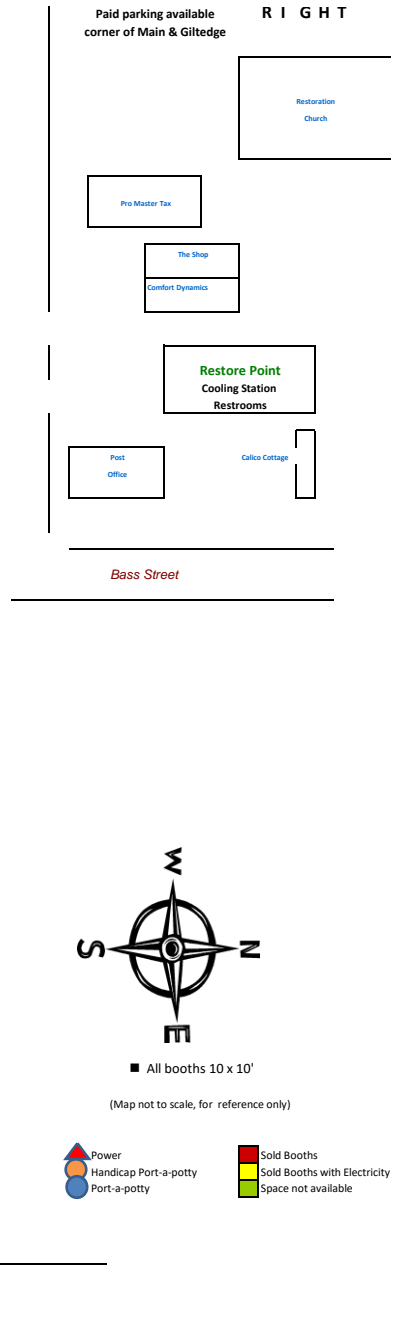 Paid parking available
corner of Main & Giltedge
R I G H T
Restoration
Church
Pro Master Tax
The Shop
Comfort Dynamics
Restore Point
Cooling Station
Restrooms
Post
Office
Calico Cottage
Bass Street
W
S
N
E
■ All booths 10 x 10'
(Map not to scale, for reference only)
Power
Handicap Port-a-potty
Port-a-potty
Sold Booths
Sold Booths with Electricity
Space not available